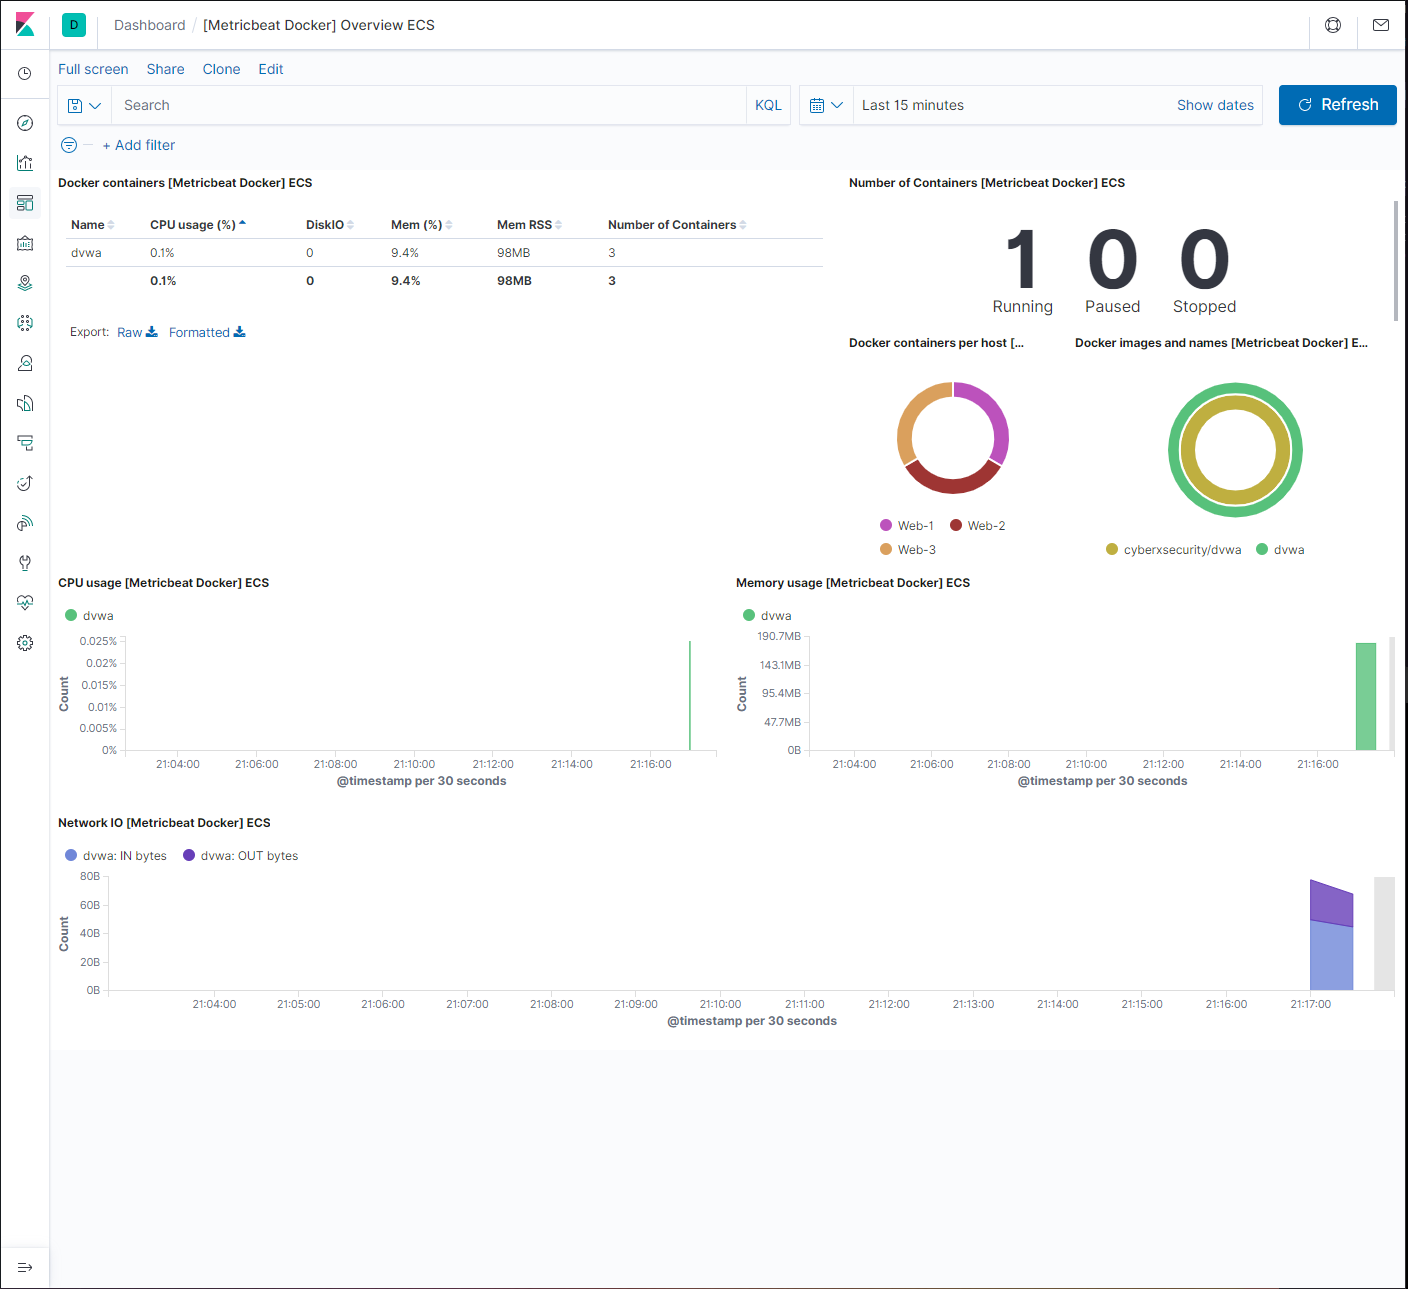 D Dashboard / [Metricbeat Docker] Overview ECS
Full screen Share Clone Edit
Search KQL Last 15 minutes Show dates Refresh
+ Add filter
Docker containers [Metricbeat Docker] ECS
Name CPU usage (%) DiskIO Mem (%) Mem RSS Number of Containers
dvwa 0.1% 0 9.4% 98MB 3
0.1% 0 9.4% 98MB 3
Export: Raw Formatted
Number of Containers [Metricbeat Docker] ECS
1 0 0
Running Paused Stopped
Docker containers per host [...
Web-1 Web-2
Web-3
Docker images and names [Metricbeat Docker] E...
cyberxsecurity/dvwa dvwa
CPU usage [Metricbeat Docker] ECS
dvwa
0.025%
0.02%
0.015%
0.01%
0.005%
0%
Count
21:04:00 21:06:00 21:08:00 21:10:00 21:12:00 21:14:00 21:16:00
@timestamp per 30 seconds
Memory usage [Metricbeat Docker] ECS
dvwa
190.7MB
143.1MB
95.4MB
47.7MB
0B
Count
21:04:00 21:06:00 21:08:00 21:10:00 21:12:00 21:14:00 21:16:00
@timestamp per 30 seconds
Network IO [Metricbeat Docker] ECS
dvwa: IN bytes dvwa: OUT bytes
80B
60B
40B
20B
0B
Count
21:04:00 21:05:00 21:06:00 21:07:00 21:08:00 21:09:00 21:10:00 21:11:00 21:12:00 21:13:00 21:14:00 21:15:00 21:16:00 21:17:00
@timestamp per 30 seconds